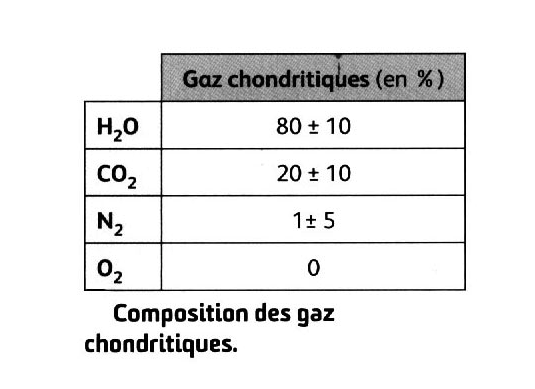 Gaz chondritiques (en %)
H₂O 80 ± 10
CO₂ 20 ± 10
N₂ 1± 5
O₂ 0
Composition des gaz
chondritiques.